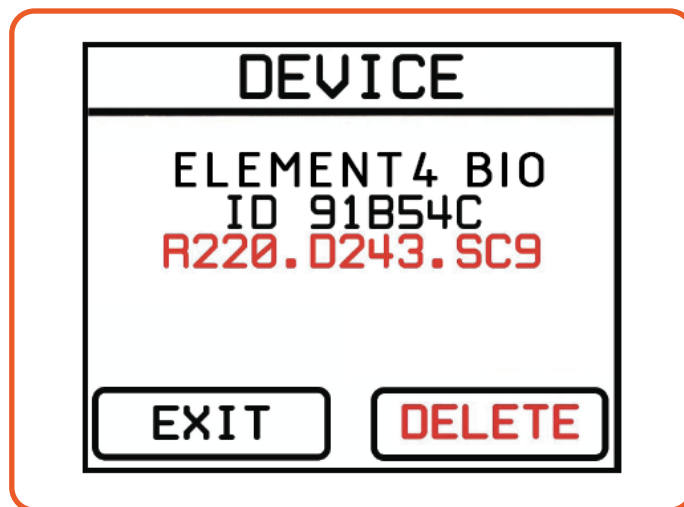 DEVICE
ELEMENT4 BIO
ID 91B54C
R220.D243.SC9
EXIT
DELETE